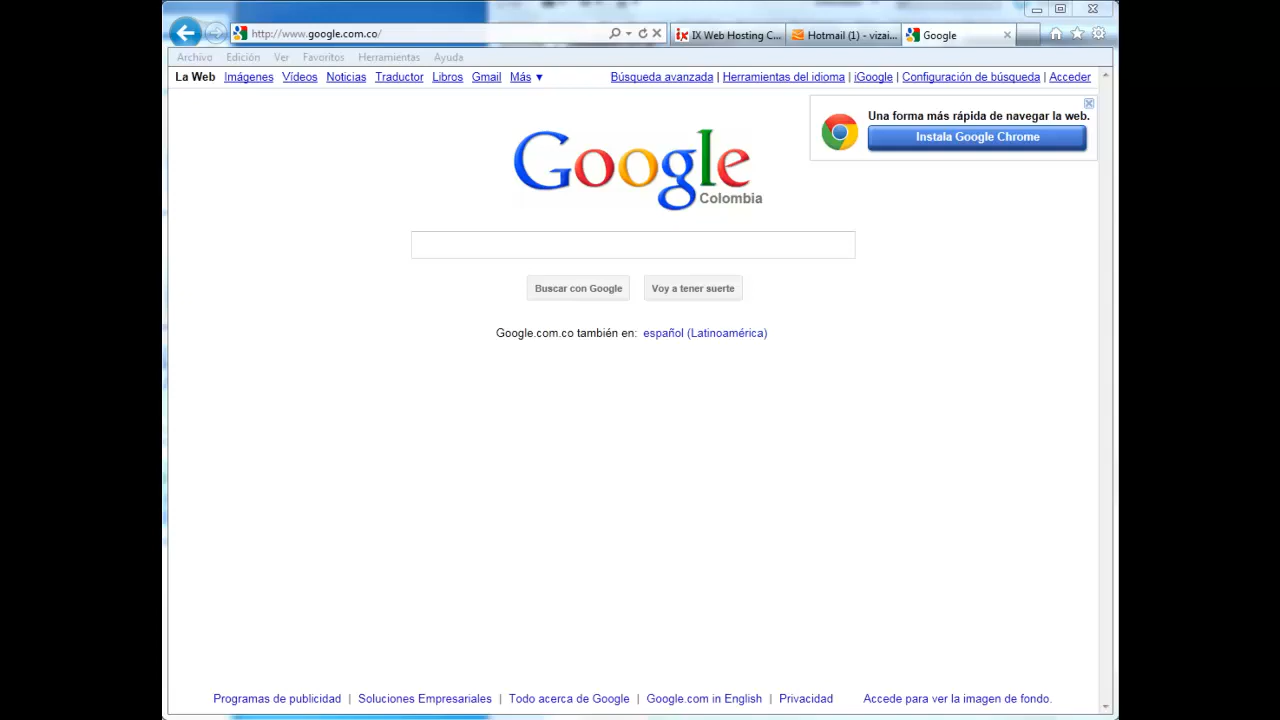 http://www.google.com.co/
IX Web Hosting C...
Hotmail (1) - vizai...
Google
Archivo Edición Ver Favoritos Herramientas Ayuda
La Web Imágenes Vídeos Noticias Traductor Libros Gmail Más ▼ Búsqueda avanzada | Herramientas del idioma | iGoogle | Configuración de búsqueda | Acceder
Una forma más rápida de navegar la web.
Instala Google Chrome
Google
Colombia
Buscar con Google Voy a tener suerte
Google.com.co también en: español (Latinoamérica)
Programas de publicidad | Soluciones Empresariales | Todo acerca de Google | Google.com in English | Privacidad Accede para ver la imagen de fondo.